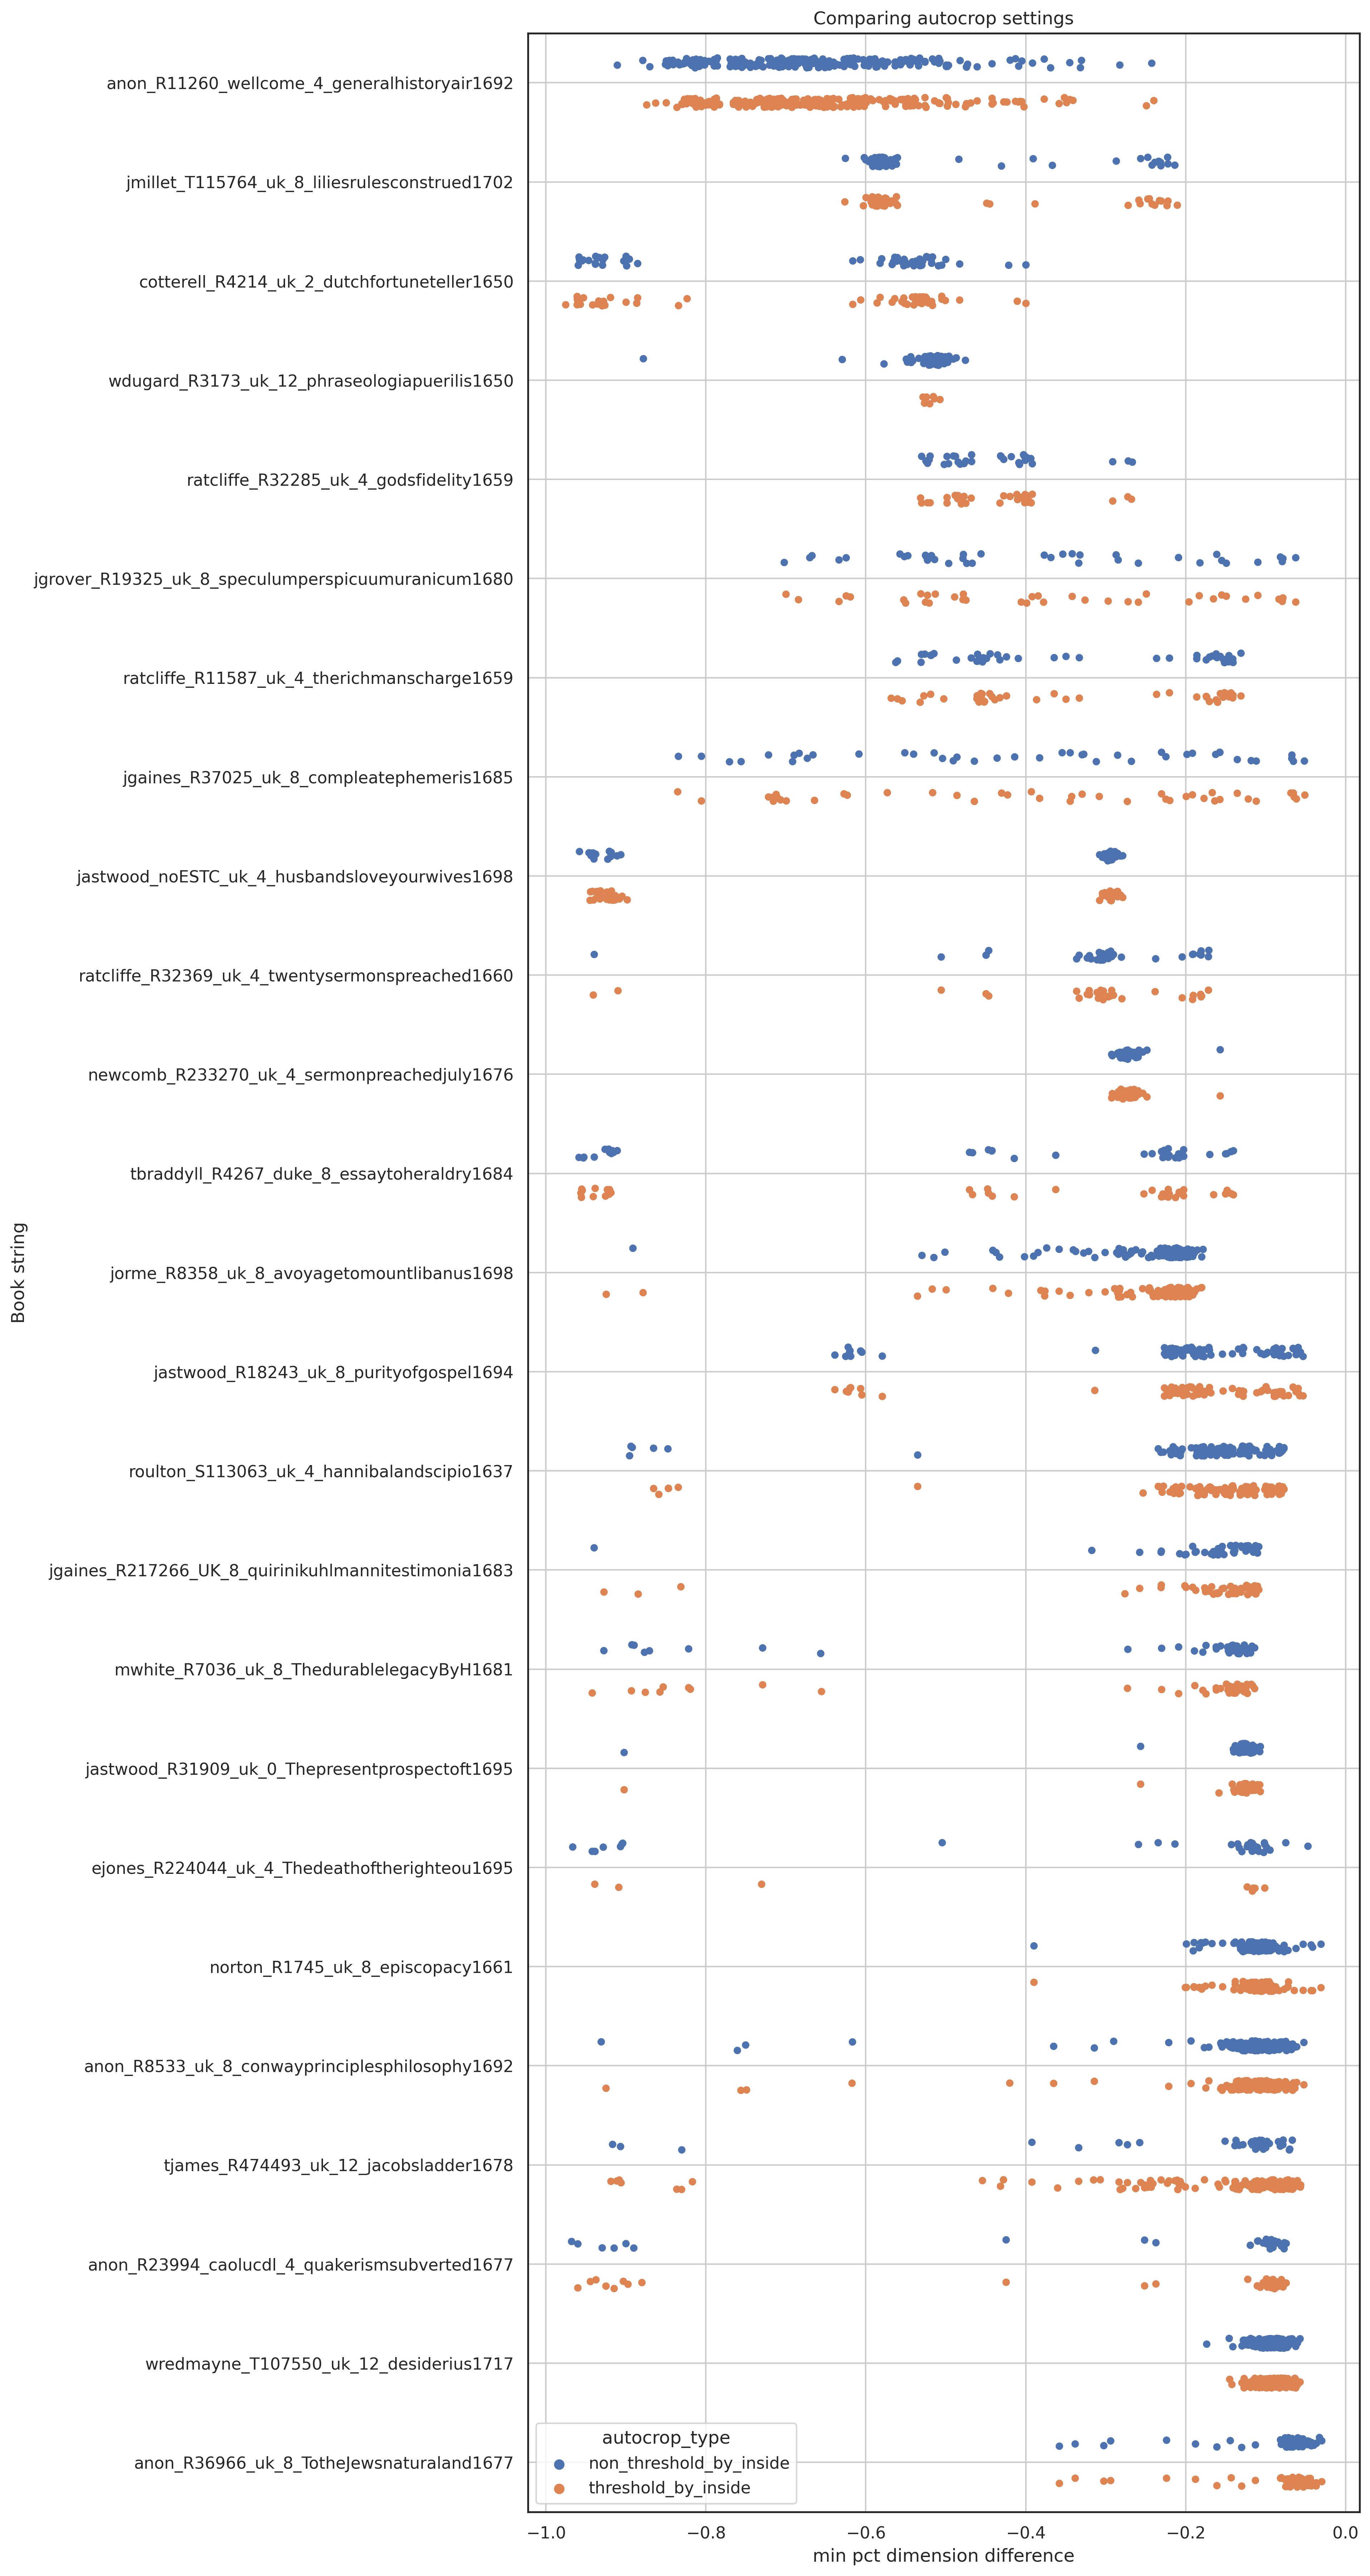 Comparing autocrop settings
anon_R11260_wellcome_4_generalhistoryair1692
jmillet_T115764_uk_8_liliesrulesconstrued1702
cotterell_R4214_uk_2_dutchfortuneteller1650
wdugard_R3173_uk_12_phraseologiapuerilis1650
ratcliffe_R32285_uk_4_godsfidelity1659
jgrover_R19325_uk_8_speculumperspicuumuranicum1680
ratcliffe_R11587_uk_4_therichmanscharge1659
jgaines_R37025_uk_8_compleatephemeris1685
jastwood_noESTC_uk_4_husbandsloveyourwives1698
ratcliffe_R32369_uk_4_twentysermonspreached1660
newcomb_R233270_uk_4_sermonpreachedjuly1676
tbraddyll_R4267_duke_8_essaytoheraldry1684
Book string
jorme_R8358_uk_8_avoyagetomountlibanus1698
jastwood_R18243_uk_8_purityofgospel1694
roulton_S113063_uk_4_hannibalandscipio1637
jgaines_R217266_UK_8_quirinikuhlmannitestimonia1683
mwhite_R7036_uk_8_ThedurablelegacyByH1681
jastwood_R31909_uk_0_Thepresentprospectoft1695
ejones_R224044_uk_4_Thedeathoftherighteou1695
norton_R1745_uk_8_episcopacy1661
anon_R8533_uk_8_conwayprinciplesphilosophy1692
tjames_R474493_uk_12_jacobsladder1678
anon_R23994_caolucdl_4_quakerismsubverted1677
wredmayne_T107550_uk_12_desiderius1717
anon_R36966_uk_8_TotheJewsnaturaland1677
autocrop_type
non_threshold_by_inside
threshold_by_inside
−1.0 −0.8 −0.6 −0.4 −0.2 0.0
min pct dimension difference